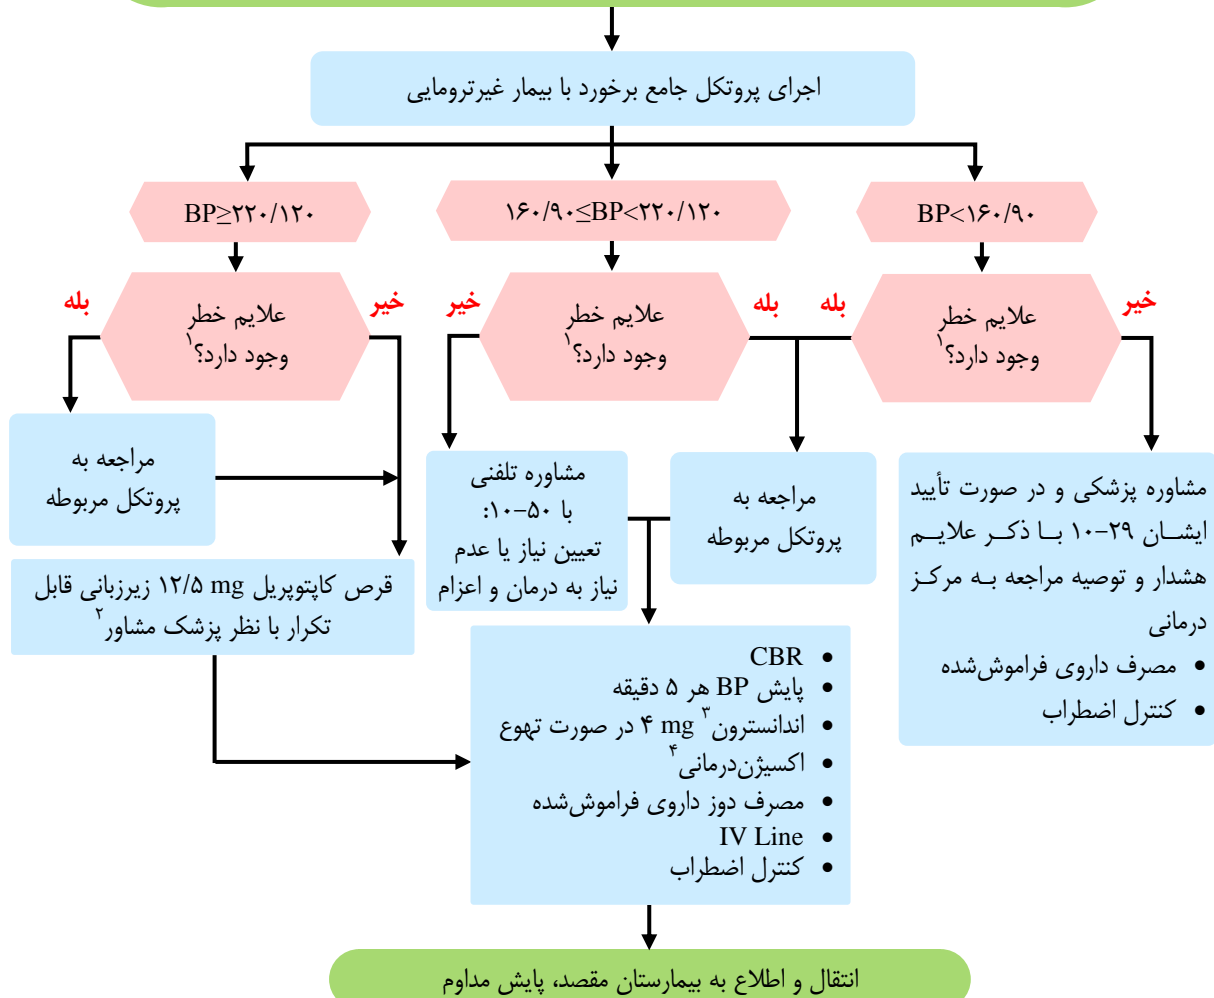 اجرای پروتکل جامع برخورد با بیمار غیرترومایی
BP<۱۶۰/۹۰
۱۶۰/۹۰≤BP<۲۲۰/۱۲۰
BP≥۲۲۰/۱۲۰
خیر
علایم خطر
وجود دارد؟۱
بله
بله
علایم خطر
وجود دارد؟۱
خیر
خیر
علایم خطر
وجود دارد؟۱
بله
مشاوره پزشکی و در صورت تأیید
ایشان ۲۹-۱۰ با ذکر علایم
هشدار و توصیه مراجعه به مرکز
درمانی
• مصرف داروی فراموش‌شده
• کنترل اضطراب
مراجعه به
پروتکل مربوطه
مشاوره تلفنی
با ۵۰-۱۰:
تعیین نیاز یا عدم
نیاز به درمان و اعزام
مراجعه به
پروتکل مربوطه
قرص کاپتوپریل ۱۲/۵ mg زیرزبانی قابل
تکرار با نظر پزشک مشاور۲
• CBR
• پایش BP هر ۵ دقیقه
• اندانسترون۳ ۴ mg در صورت تهوع
• اکسیژن‌درمانی۴
• مصرف دوز داروی فراموش‌شده
• IV Line
• کنترل اضطراب
انتقال و اطلاع به بیمارستان مقصد، پایش مداوم